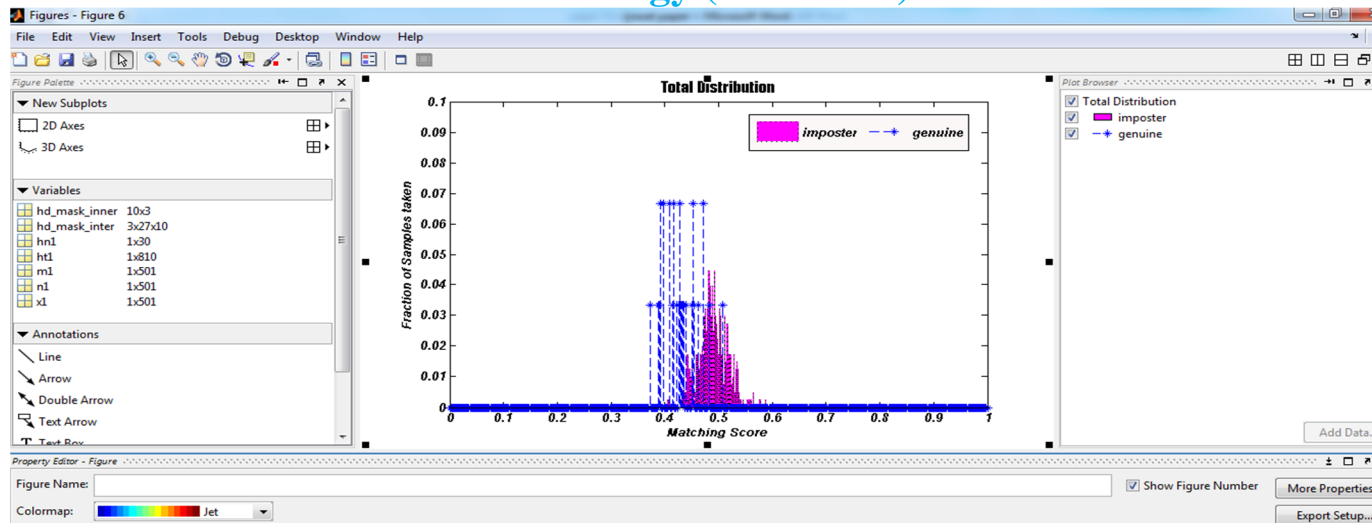 gy (
Figures - Figure 6
File Edit View Insert Tools Debug Desktop Window Help
Figure Palette
New Subplots
2D Axes
3D Axes
Variables
hd_mask_inner 10x3
hd_mask_inter 3x27x10
hn1 1x30
ht1 1x810
m1 1x501
n1 1x501
x1 1x501
Annotations
Line
Arrow
Double Arrow
Text Arrow
T Text Box
Total Distribution
imposter genuine
0.1
0.09
0.08
0.07
0.06
0.05
0.04
0.03
0.02
0.01
0
Fraction of Samples taken
0 0.1 0.2 0.3 0.4 0.5 0.6 0.7 0.8 0.9 1
Matching Score
Plot Browser
Total Distribution
imposter
genuine
Add Data...
Property Editor - Figure
Figure Name:
Show Figure Number
More Properties
Colormap: Jet
Export Setup...